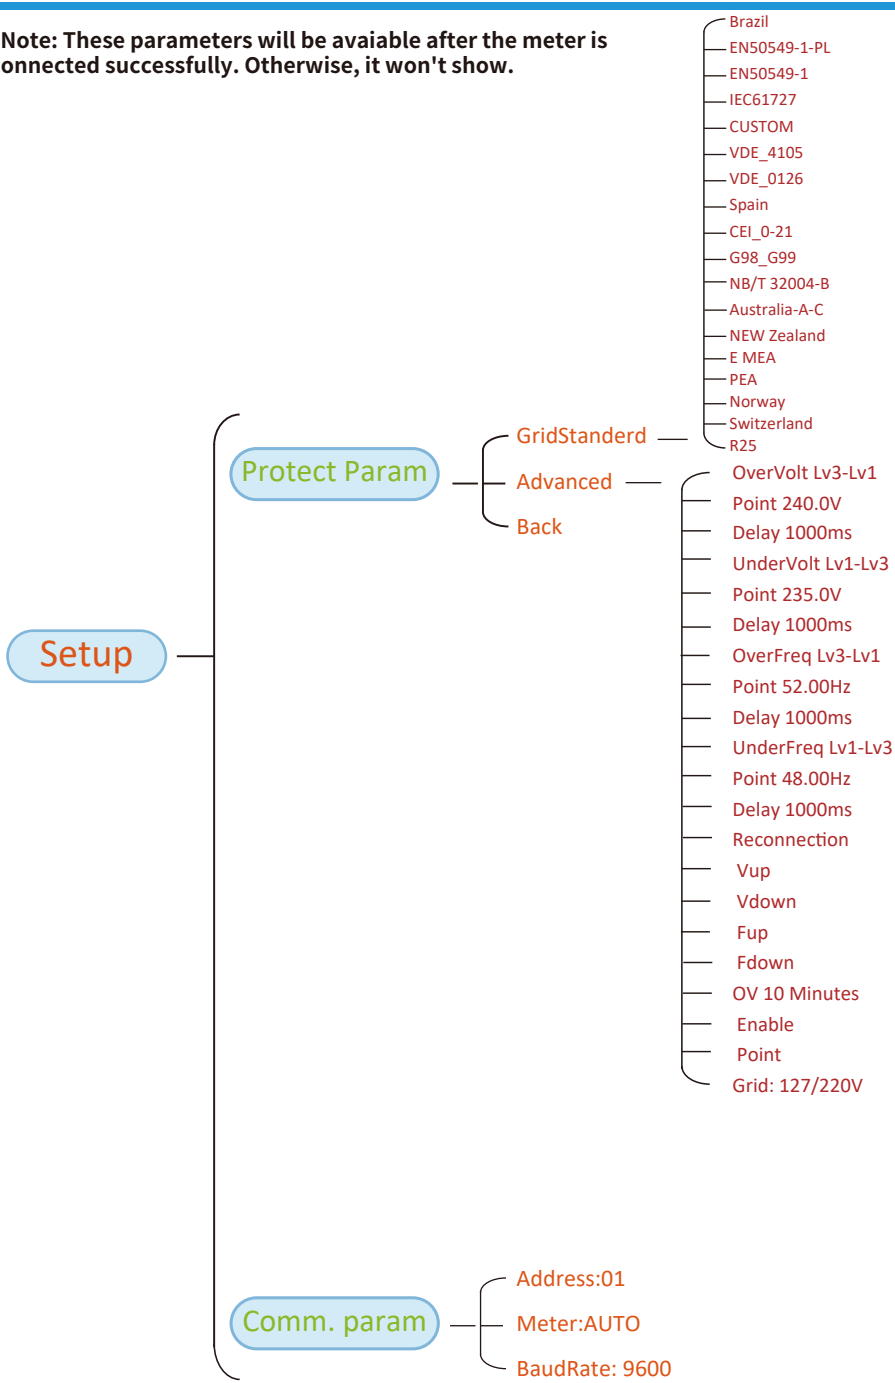 Note: These parameters will be avaiable after the meter is
onnected successfully. Otherwise, it won't show.
Brazil
EN50549-1-PL
EN50549-1
IEC61727
CUSTOM
VDE_4105
VDE_0126
Spain
CEI_0-21
G98_G99
NB/T 32004-B
Australia-A-C
NEW Zealand
E MEA
PEA
Norway
Switzerland
R25
Setup
Protect Param
GridStanderd
Advanced
Back
OverVolt Lv3-Lv1
Point 240.0V
Delay 1000ms
UnderVolt Lv1-Lv3
Point 235.0V
Delay 1000ms
OverFreq Lv3-Lv1
Point 52.00Hz
Delay 1000ms
UnderFreq Lv1-Lv3
Point 48.00Hz
Delay 1000ms
Reconnection
Vup
Vdown
Fup
Fdown
OV 10 Minutes
Enable
Point
Grid: 127/220V
Comm. param
Address:01
Meter:AUTO
BaudRate: 9600